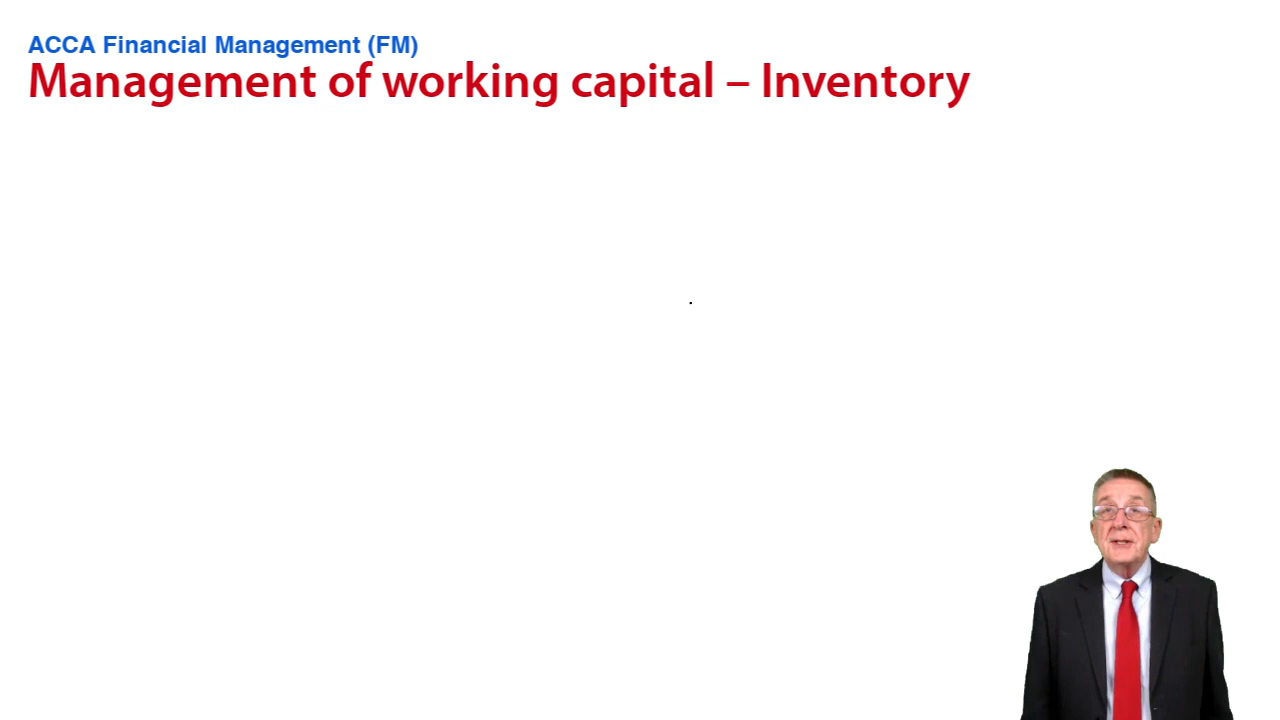 ACCA Financial Management (FM)
Management of working capital – Inventory